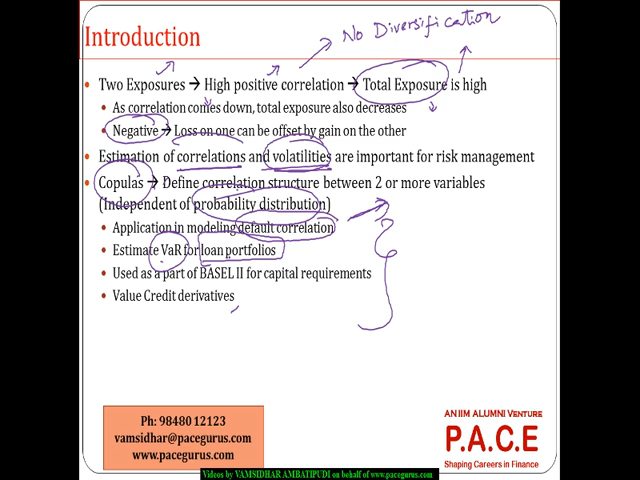 No Diversification
Introduction
• Two Exposures → High positive correlation → Total Exposure is high
• As correlation comes down, total exposure also decreases
• Negative → Loss on one can be offset by gain on the other
• Estimation of correlations and volatilities are important for risk management
• Copulas → Define correlation structure between 2 or more variables
(Independent of probability distribution)
• Application in modeling default correlation
• Estimate VaR for loan portfolios
• Used as a part of BASEL II for capital requirements
• Value Credit derivatives
Ph: 98480 12123
vamsidhar@pacegurus.com
www.pacegurus.com
AN IIM ALUMNI VENTURE
P.A.C.E
Shaping Careers in Finance
Videos by VAMSIDHAR AMBATIPUDI on behalf of www.pacegurus.com